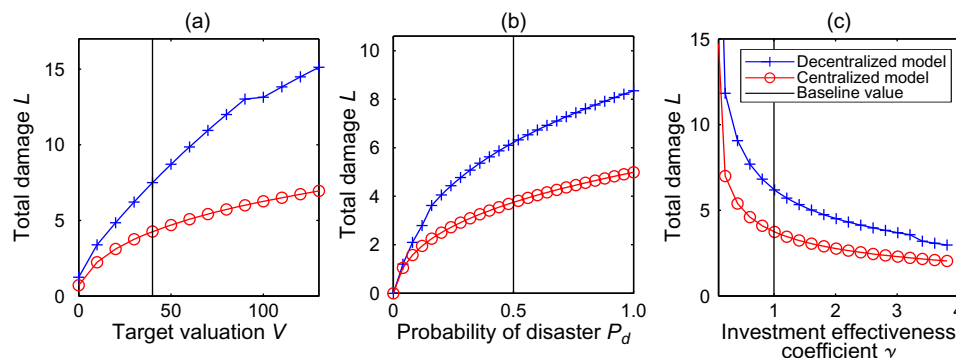 (a)
Total damage L
15
10
5
0
0
50
100
Target valuation V
(b)
Total damage L
10
8
6
4
2
0
0
0.5
1.0
Probability of disaster P_d
(c)
Total damage L
15
10
5
0
1
2
3
4
Investment effectiveness
coefficient γ
Decentralized model
Centralized model
Baseline value